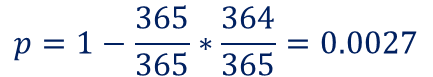 p = 1 − 365/365 * 364/365 = 0.0027